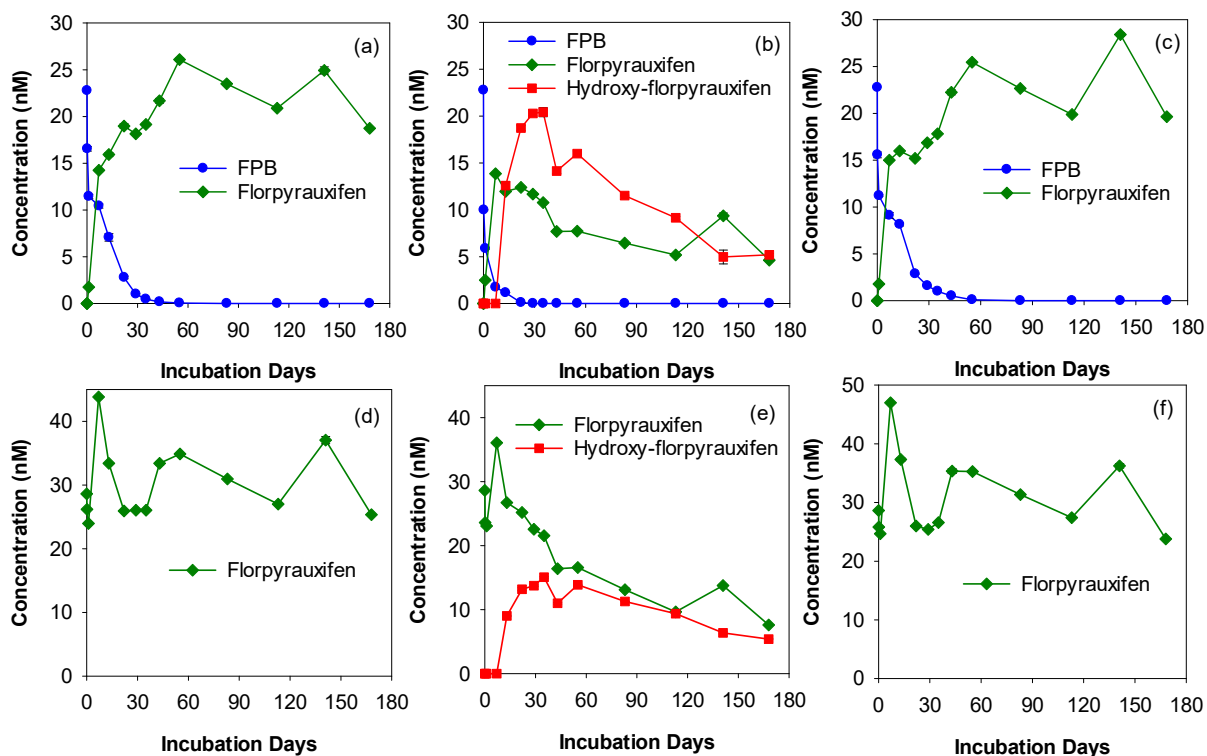 (a)
FPB
Florpyrauxifen
Concentration (nM)
30
25
20
15
10
5
0
0 30 60 90 120 150 180
Incubation Days
(b)
FPB
Florpyrauxifen
Hydroxy-florpyrauxifen
Concentration (nM)
30
25
20
15
10
5
0
0 30 60 90 120 150 180
Incubation Days
(c)
FPB
Florpyrauxifen
Concentration (nM)
30
25
20
15
10
5
0
0 30 60 90 120 150 180
Incubation Days
(d)
Florpyrauxifen
Concentration (nM)
40
30
20
10
0
0 30 60 90 120 150 180
Incubation Days
(e)
Florpyrauxifen
Hydroxy-florpyrauxifen
Concentration (nM)
40
30
20
10
0
0 30 60 90 120 150 180
Incubation Days
(f)
Florpyrauxifen
Concentration (nM)
50
40
30
20
10
0
0 30 60 90 120 150 180
Incubation Days